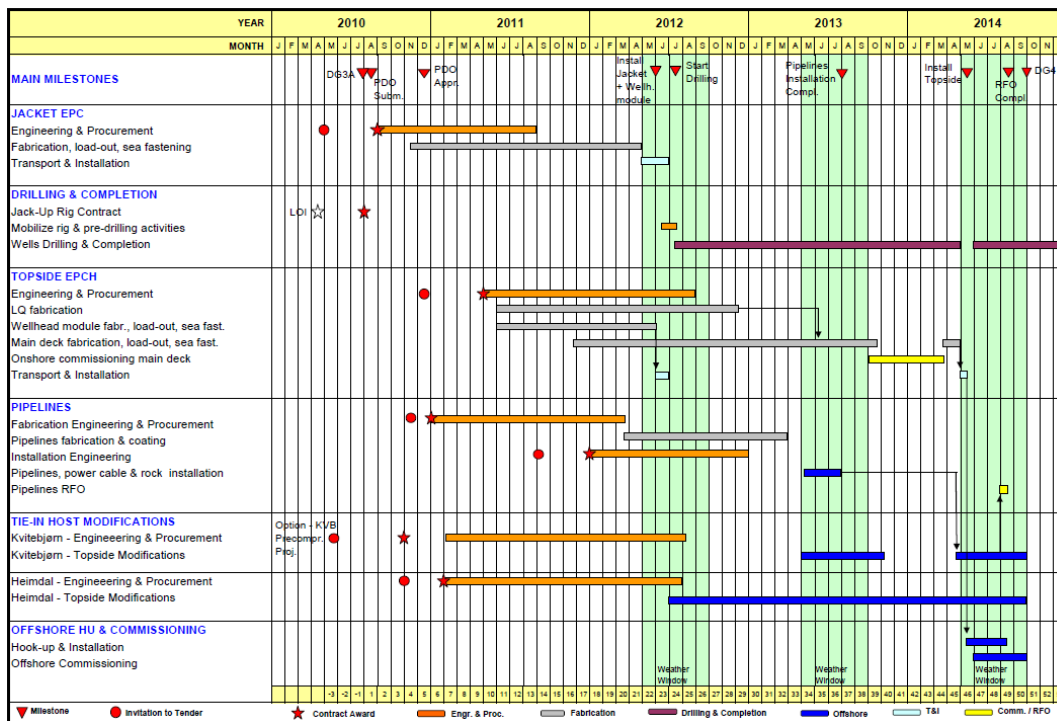 YEAR 2010 2011 2012 2013 2014
MONTH J F M A M J J A S O N D J F M A M J J A S O N D J F M A M J J A S O N D J F M A M J J A S O N D J F M A M J J A S O N
MAIN MILESTONES
DG3A
PDO
Subm.
PDO
Appr.
Install
Jacket
+ Wellh.
module
Start
Drilling
Pipelines
Installation
Compl.
Install
Topside
RFO
Compl
DG4
JACKET EPC
Engineering & Procurement
Fabrication, load-out, sea fastening
Transport & Installation
DRILLING & COMPLETION
Jack-Up Rig Contract
LOI
Mobilize rig & pre-drilling activities
Wells Drilling & Completion
TOPSIDE EPCH
Engineering & Procurement
LQ fabrication
Wellhead module fabr., load-out, sea fast.
Main deck fabrication, load-out, sea fast.
Onshore commissioning main deck
Transport & Installation
PIPELINES
Fabrication Engineering & Procurement
Pipelines fabrication & coating
Installation Engineering
Pipelines, power cable & rock installation
Pipelines RFO
TIE-IN HOST MODIFICATIONS
Option - KVB
Precompr.
Proj.
Kvitebjørn - Engineeering & Procurement
Kvitebjørn - Topside Modifications
Heimdal - Engineeering & Procurement
Heimdal - Topside Modifications
OFFSHORE HU & COMMISSIONING
Hook-up & Installation
Offshore Commissioning
Weather
Window
Weather
Window
Weather
Window
-3 -2 -1 1 2 3 4 5 6 7 8 9 10 11 12 13 14 15 16 17 18 19 20 21 22 23 24 25 26 27 28 29 30 31 32 33 34 35 36 37 38 39 40 41 42 43 44 45 46 47 48 49 50 51 52
Milestone Invitation to Tender Contract Award Engr. & Proc. Fabrication Drilling & Completion Offshore T&I Comm. / RFO